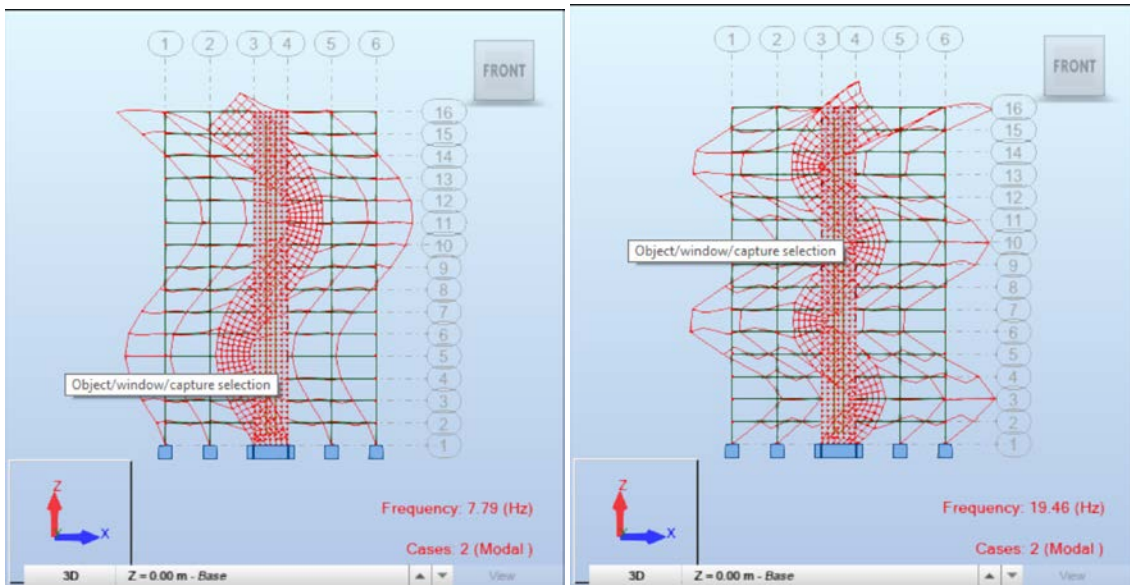 1 2 3 4 5 6
FRONT
16
15
14
13
12
11
10
9
8
7
6
5
4
3
2
1
Object/window/capture selection
Z
X
Frequency: 7.79 (Hz)
Cases: 2 (Modal )
3D Z = 0.00 m - Base View
1 2 3 4 5 6
FRONT
16
15
14
13
12
11
10
9
8
7
6
5
4
3
2
1
Object/window/capture selection
Z
X
Frequency: 19.46 (Hz)
Cases: 2 (Modal )
3D Z = 0.00 m - Base View